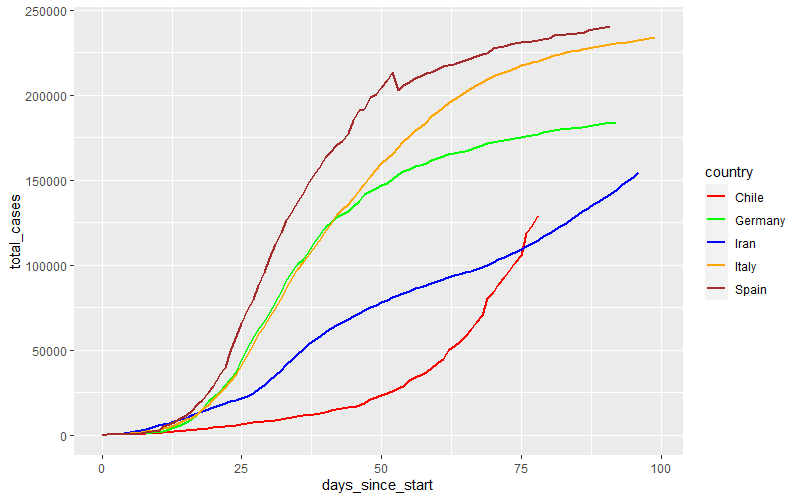 250000
200000
150000
100000
50000
0
total_cases
0 25 50 75 100
days_since_start
country
Chile
Germany
Iran
Italy
Spain